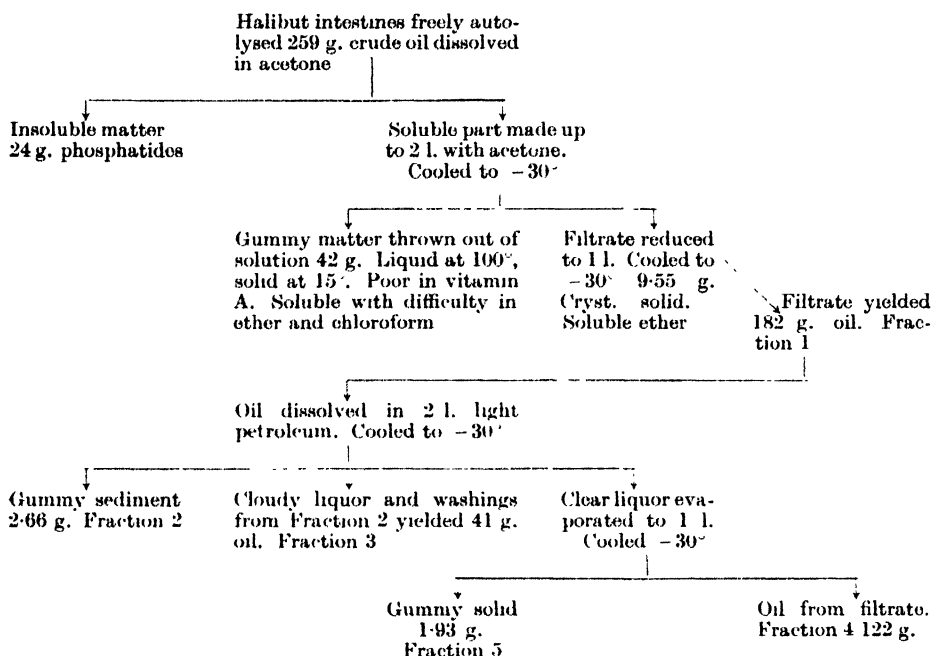 Halibut intestines freely auto-
lysed 259 g. crude oil dissolved
in acetone
Insoluble matter
24 g. phosphatides
Soluble part made up
to 2 l. with acetone.
Cooled to −30°
Gummy matter thrown out of
solution 42 g. Liquid at 100°,
solid at 15°. Poor in vitamin
A. Soluble with difficulty in
ether and chloroform
Filtrate reduced
to 1 l. Cooled to
−30° 9·55 g.
Cryst. solid.
Soluble ether
Filtrate yielded
182 g. oil. Frac-
tion 1
Oil dissolved in 2 l. light
petroleum. Cooled to −30°
Gummy sediment
2·66 g. Fraction 2
Cloudy liquor and washings
from Fraction 2 yielded 41 g.
oil. Fraction 3
Clear liquor eva-
porated to 1 l.
Cooled −30°
Gummy solid
1·93 g.
Fraction 5
Oil from filtrate.
Fraction 4 122 g.